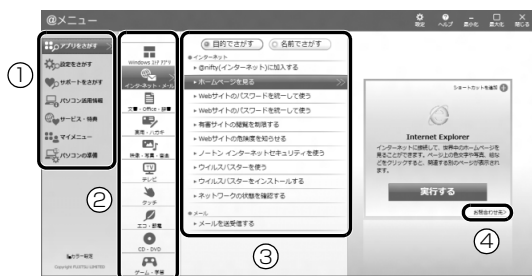 @メニュー
設定
ヘルプ
最小化
最大化
閉じる
①
アプリをさがす
設定をさがす
サポートをさがす
パソコン活用情報
サービス・特典
マイメニュー
パソコンの準備
カラー設定
Copyright FUJITSU LIMITED
②
Windows ストアアプリ
インターネット・メール
文書・Office・辞書
家売・ハガキ
映像・写真・音楽
テレビ
タッチ
エコ・節電
CD・DVD
ゲーム・学習
目的でさがす
名前でさがす
インターネット
@nifty(インターネット)に加入する
ホームページを見る
Webサイトのパスワードを統一して使う
Webサイトのパスワードを統一して使う
有害サイトの閲覧を制限する
Webサイトの危険度を知らせる
ノートン インターネットセキュリティを使う
ウイルスバスターを使う
ウイルスバスターをインストールする
ネットワークの状態を確認する
メール
メールを送受信する
③
ショートカットを追加
Internet Explorer
インターネットに接続して、世界中のホームページを
見ることができます。ページ上の色文字や写真、絵な
どをクリックすると、関連する別のページが表示され
ます。
実行する
お問合わせ先
④